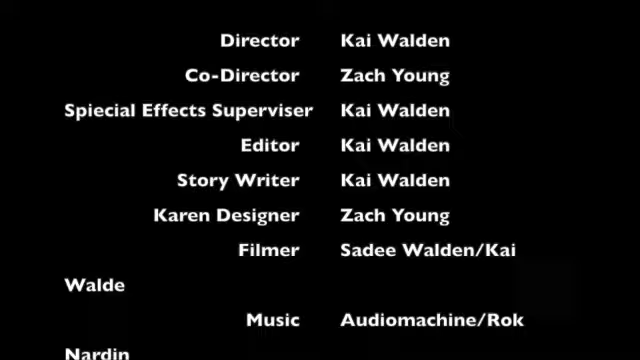 Director Kai Walden
Co-Director Zach Young
Spiecial Effects Superviser Kai Walden
Editor Kai Walden
Story Writer Kai Walden
Karen Designer Zach Young
Filmer Sadee Walden/Kai
Walde
Music Audiomachine/Rok
Nardin